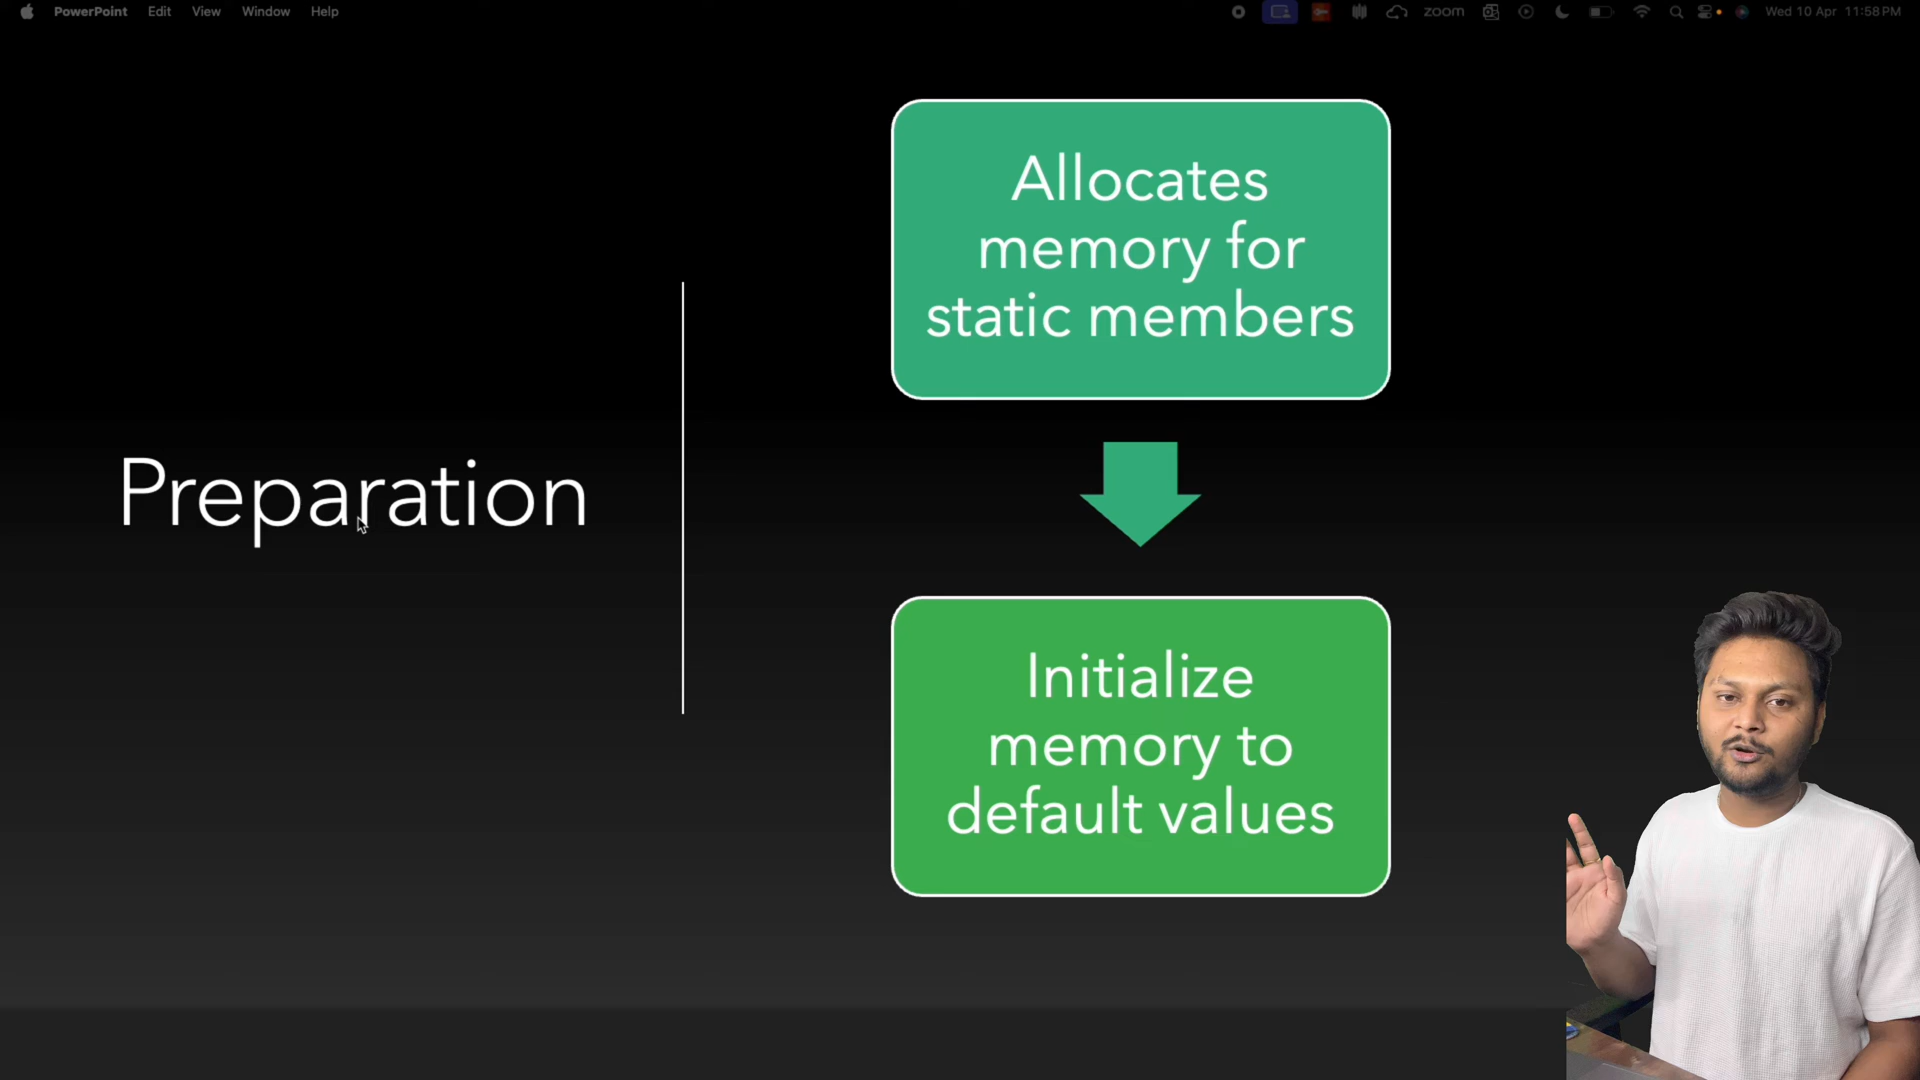 PowerPoint Edit View Window Help
zoom
Wed 10 Apr 11:58 PM
Preparation
Allocates
memory for
static members
Initialize
memory to
default values